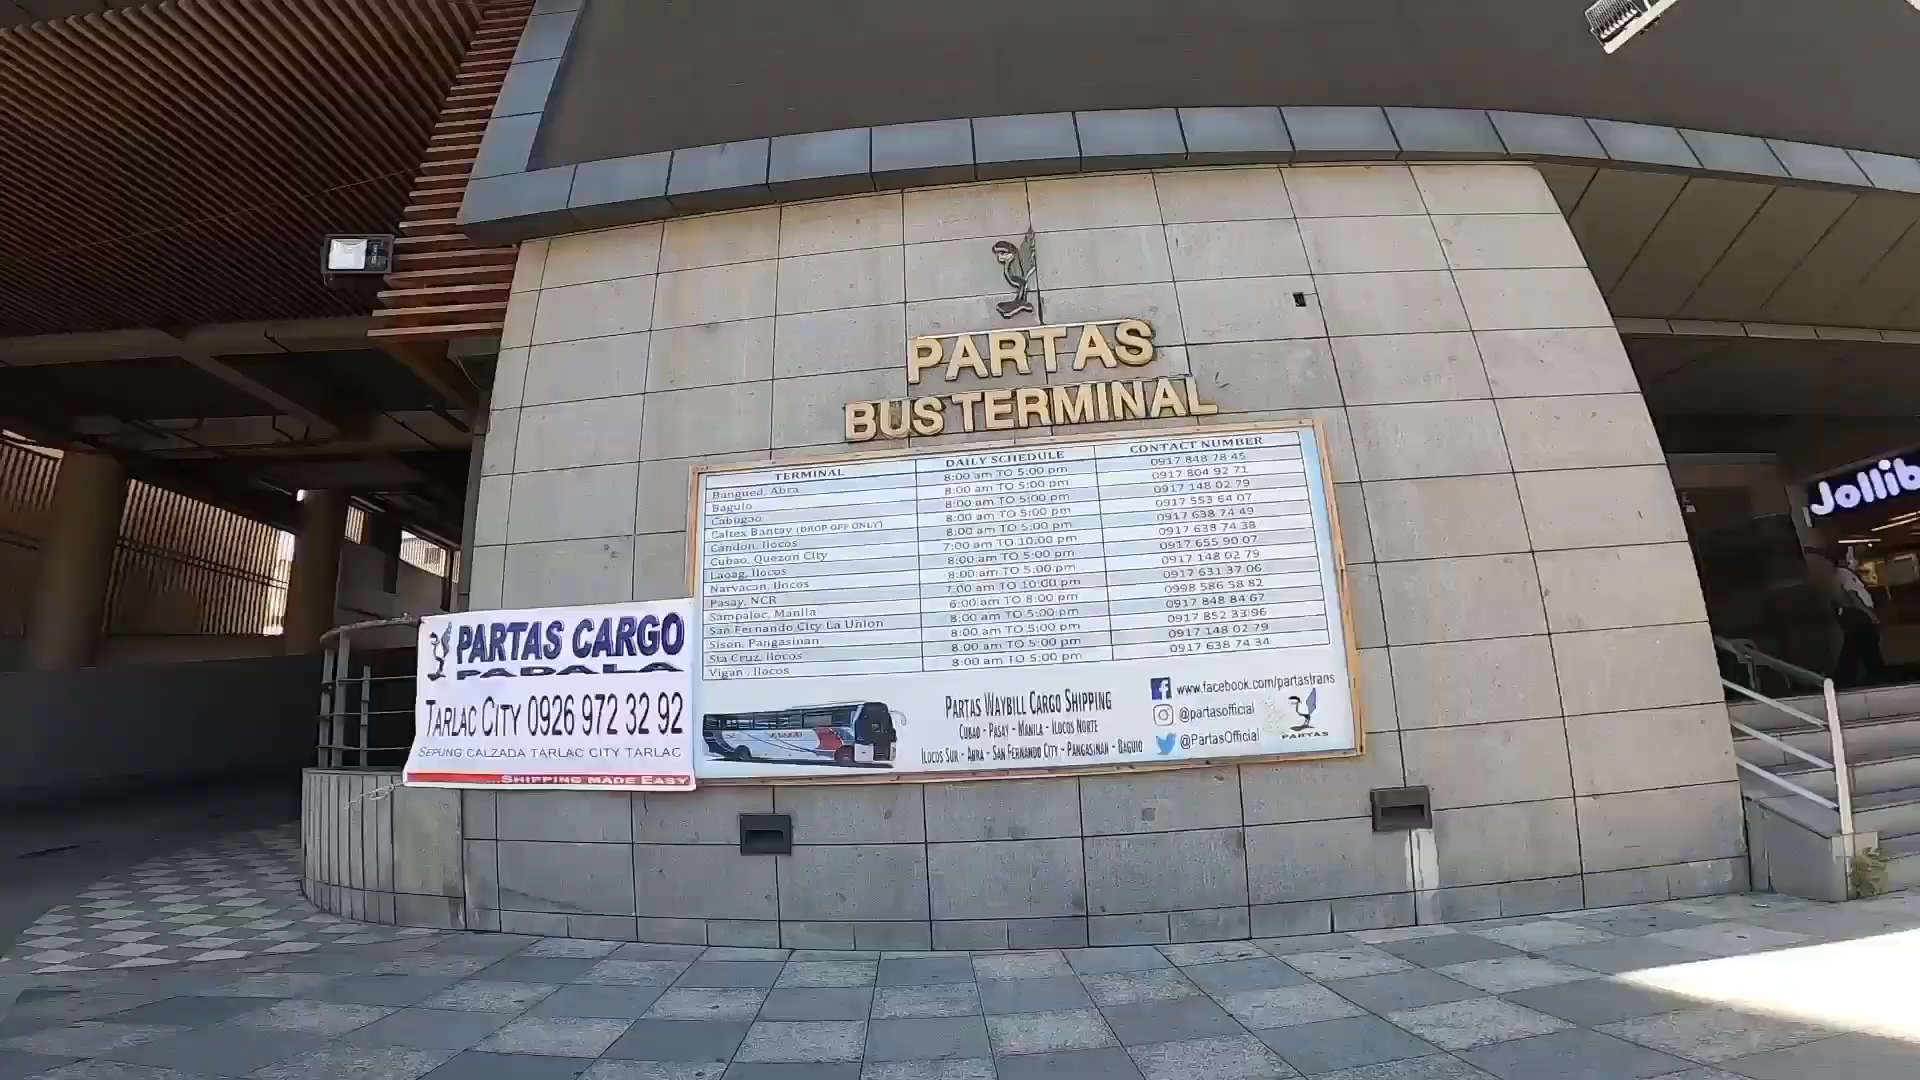 PARTAS
BUS TERMINAL
TERMINAL DAILY SCHEDULE CONTACT NUMBER
Bangued, Abra 8:00 am TO 5:00 pm 0917 848 78 45
Baguio 8:00 am TO 5:00 pm 0917 804 92 71
Cabugao 8:00 am TO 5:00 pm 0917 148 02 79
Caltex Bantay (DROP OFF ONLY) 8:00 am TO 5:00 pm 0917 553 64 07
Candon, Ilocos 8:00 am TO 5:00 pm 0917 638 74 49
Cubao, Quezon City 7:00 am TO 10:00 pm 0917 638 74 38
Laoag, Ilocos 8:00 am TO 5:00 pm 0917 655 90 07
Narvacan, Ilocos 8:00 am TO 5:00 pm 0917 148 02 79
Pasay, NCR 7:00 am TO 10:00 pm 0917 631 37 06
Sampaloc, Manila 6:00 am TO 8:00 pm 0998 586 58 82
San Fernando City La Union 8:00 am TO 5:00 pm 0917 848 84 67
Sison, Pangasinan 8:00 am TO 5:00 pm 0917 852 33 96
Sta Cruz, Ilocos 8:00 am TO 5:00 pm 0917 148 02 79
Vigan, Ilocos 8:00 am TO 5:00 pm 0917 638 74 34
PARTAS WAYBILL CARGO SHIPPING
CUBAO - PASAY - MANILA - ILOCOS NORTE
ILOCOS SUR - ABRA - SAN FERNANDO CITY - PANGASINAN - BAGUIO
www.facebook.com/partastrans
@partasofficial
@PartasOfficial
PARTAS
PARTAS CARGO
PADALA
TARLAC CITY 0926 972 32 92
SEPUNG CALZADA TARLAC CITY TARLAC
SHIPPING MADE EASY
Jollib